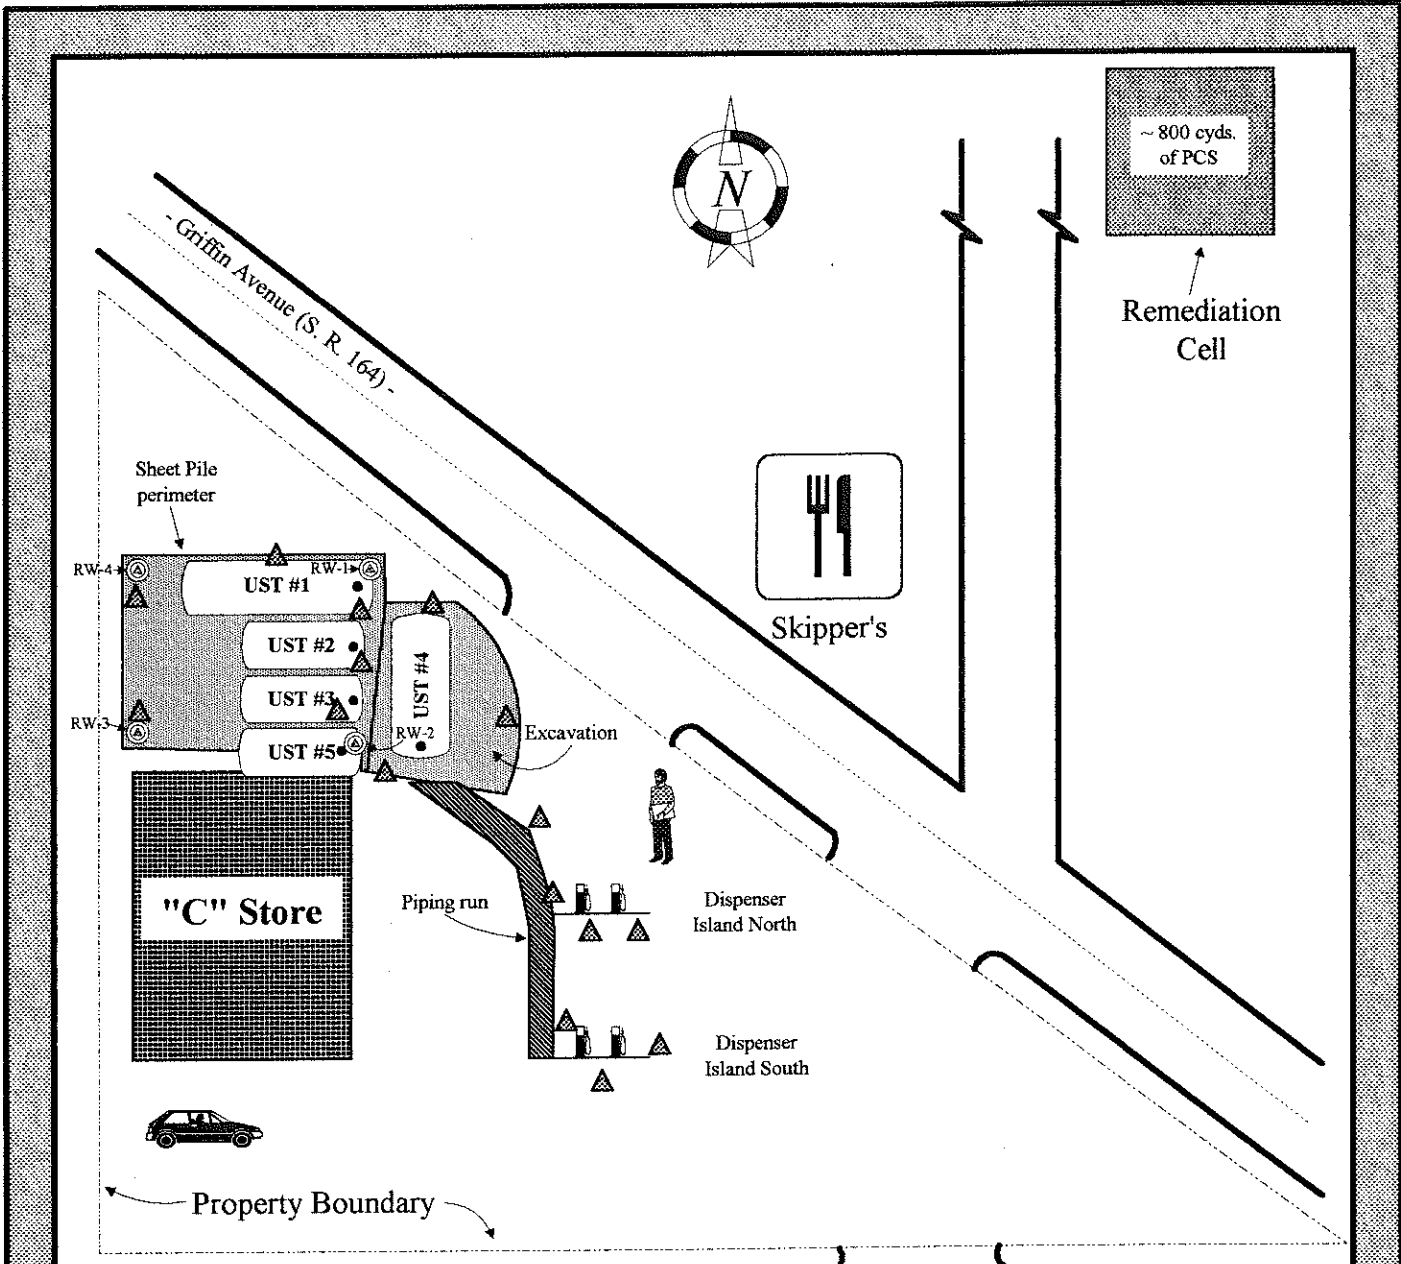 ~ 800 cyds.
of PCS
N
- Griffin Avenue (S. R. 164) -
Remediation
Cell
Sheet Pile
perimeter
Skipper's
RW-4
RW-1
UST #1
UST #2
UST #3
UST #4
RW-3
RW-2
UST #5
Excavation
"C" Store
Piping run
Dispenser
Island North
Dispenser
Island South
Property Boundary